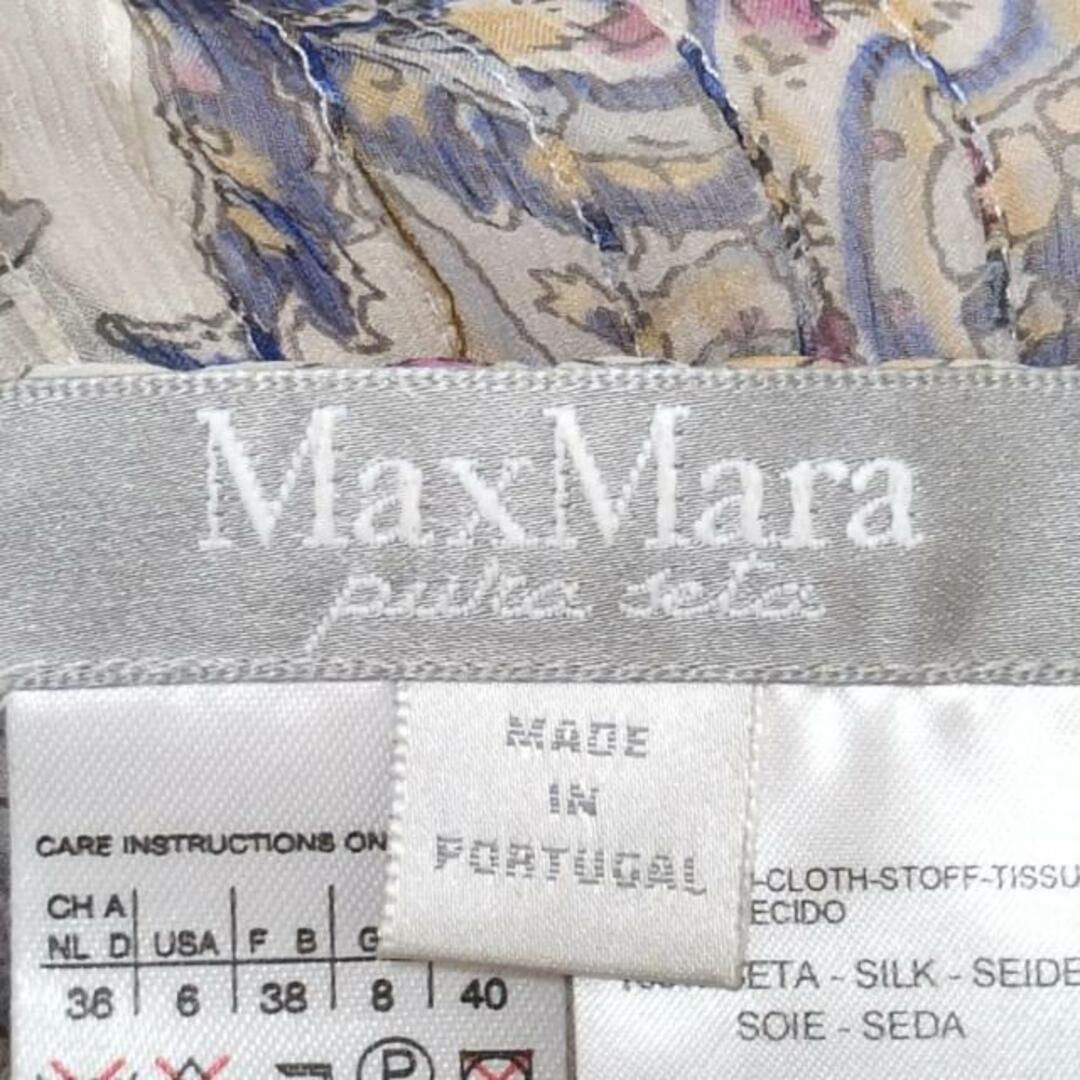 MaxMara
pura seta
MADE
IN
PORTUGAL
CARE INSTRUCTIONS ON
CH A
NL D USA F B G
36 6 38 8 40
P
-CLOTH-STOFF-TISSU
ECIDO
ETA - SILK - SEIDE
SOIE - SEDA